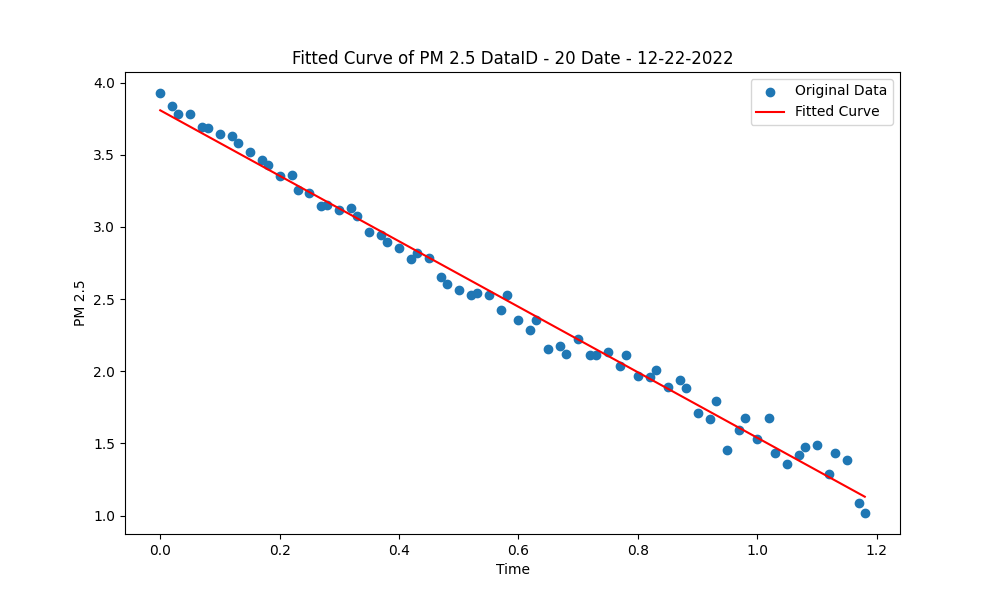 Fitted Curve of PM 2.5 DataID - 20 Date - 12-22-2022
Original Data
Fitted Curve
4.0
3.5
3.0
2.5
2.0
1.5
1.0
PM 2.5
0.0 0.2 0.4 0.6 0.8 1.0 1.2
Time